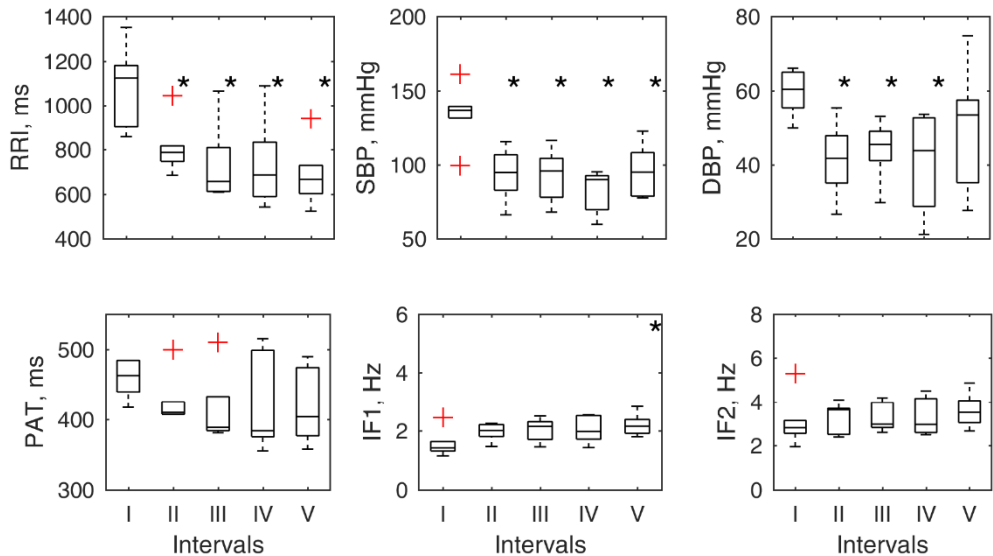 RRI, ms
1400
1200
1000
800
600
400
* * * *
SBP, mmHg
200
150
100
50
* * * *
DBP, mmHg
80
60
40
20
* * *
PAT, ms
500
400
300
I II III IV V
Intervals
IF1, Hz
6
4
2
0
*
I II III IV V
Intervals
IF2, Hz
8
6
4
2
0
I II III IV V
Intervals